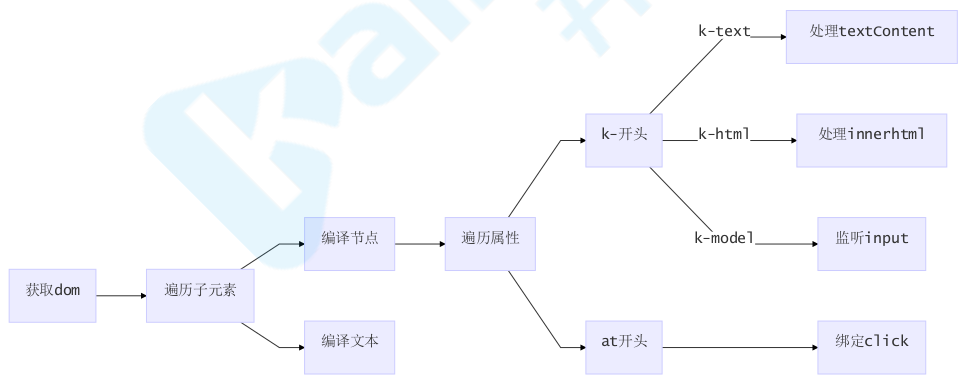 k-text
处理textContent
k-开头
k-html
处理innerhtml
编译节点
遍历属性
k-model
监听input
获取dom
遍历子元素
编译文本
at开头
绑定click